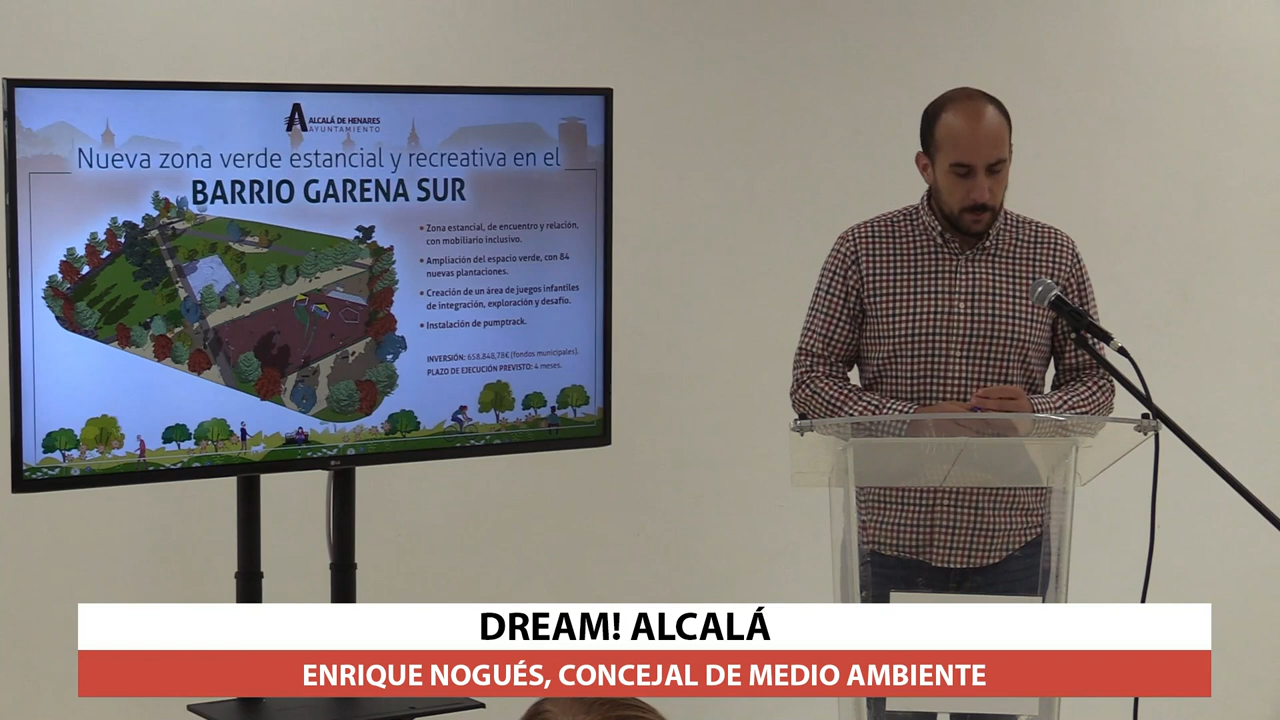 ALCALÁ DE HENARES
AYUNTAMIENTO
Nueva zona verde estancial y recreativa en el
BARRIO GARENA SUR
• Zona estancial, de encuentro y relación,
con mobiliario inclusivo.
• Ampliación del espacio verde, con 84
nuevas plantaciones.
• Creación de un área de juegos infantiles
de integración, exploración y desafío.
• Instalación de pumptrack.
INVERSIÓN: 658.848,78€ (fondos municipales).
PLAZO DE EJECUCIÓN PREVISTO: 4 meses.
LG
DREAM! ALCALÁ
ENRIQUE NOGUÉS, CONCEJAL DE MEDIO AMBIENTE